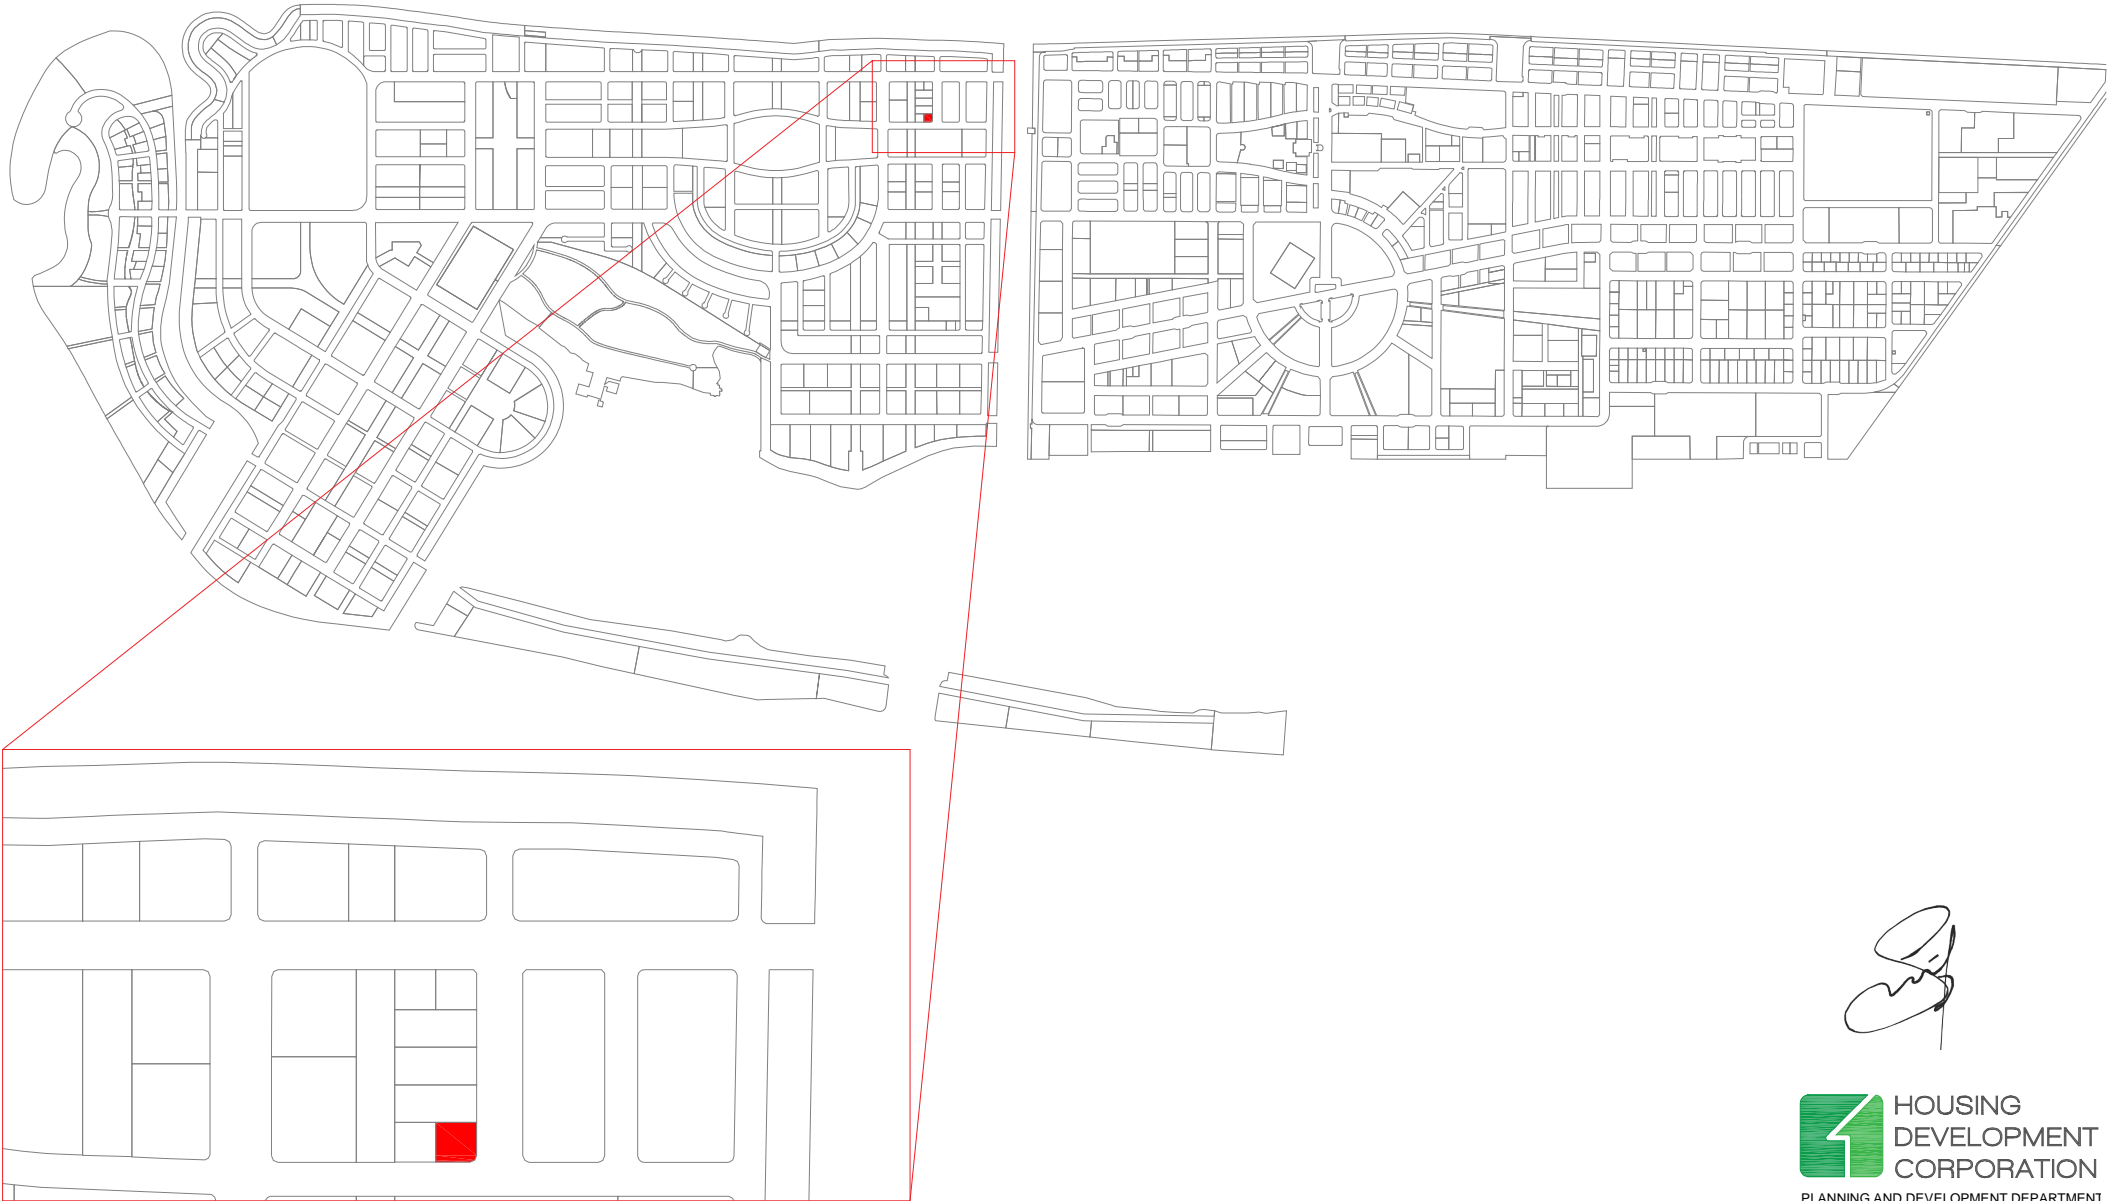 HOUSING
DEVELOPMENT
CORPORATION
PLANNING AND DEVELOPMENT DEPARTMENT